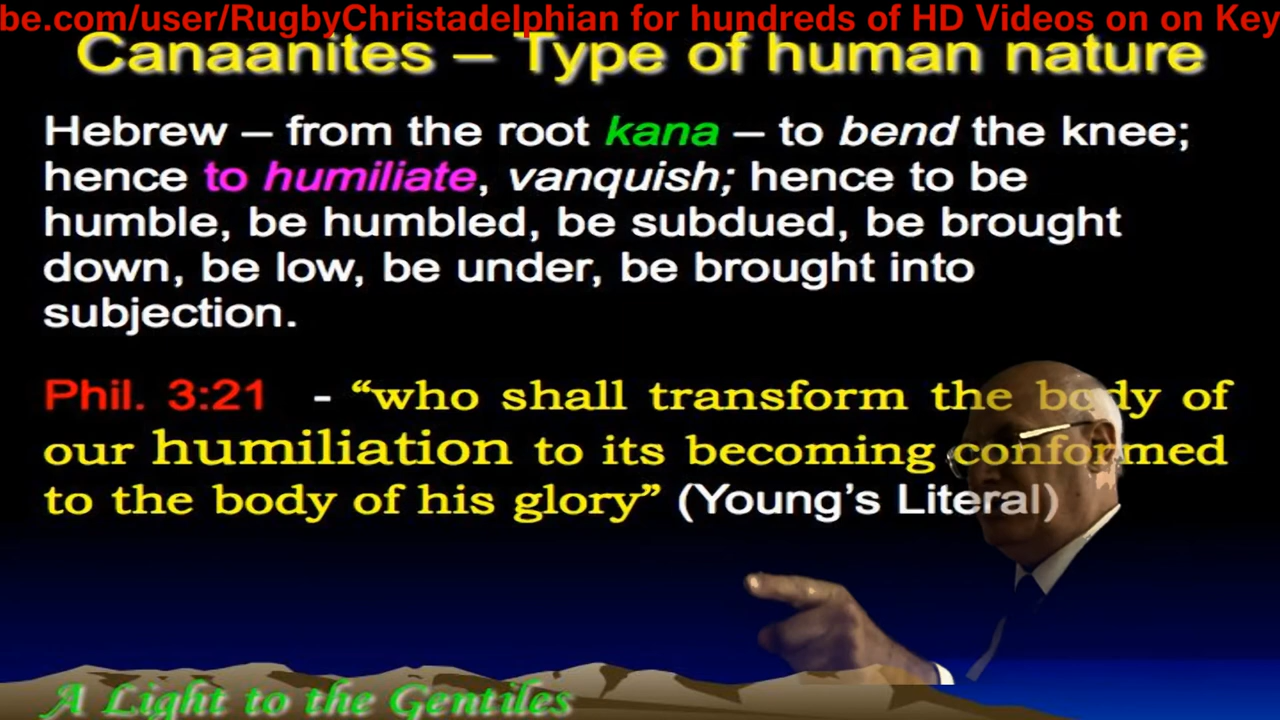 be.com/user/RugbyChristadelphian for hundreds of HD Videos on on Key
Canaanites – Type of human nature
Hebrew – from the root kana – to bend the knee;
hence to humiliate, vanquish; hence to be
humble, be humbled, be subdued, be brought
down, be low, be under, be brought into
subjection.
Phil. 3:21 - “who shall transform the body of
our humiliation to its becoming conformed
to the body of his glory” (Young’s Literal)
A Light to the Gentiles